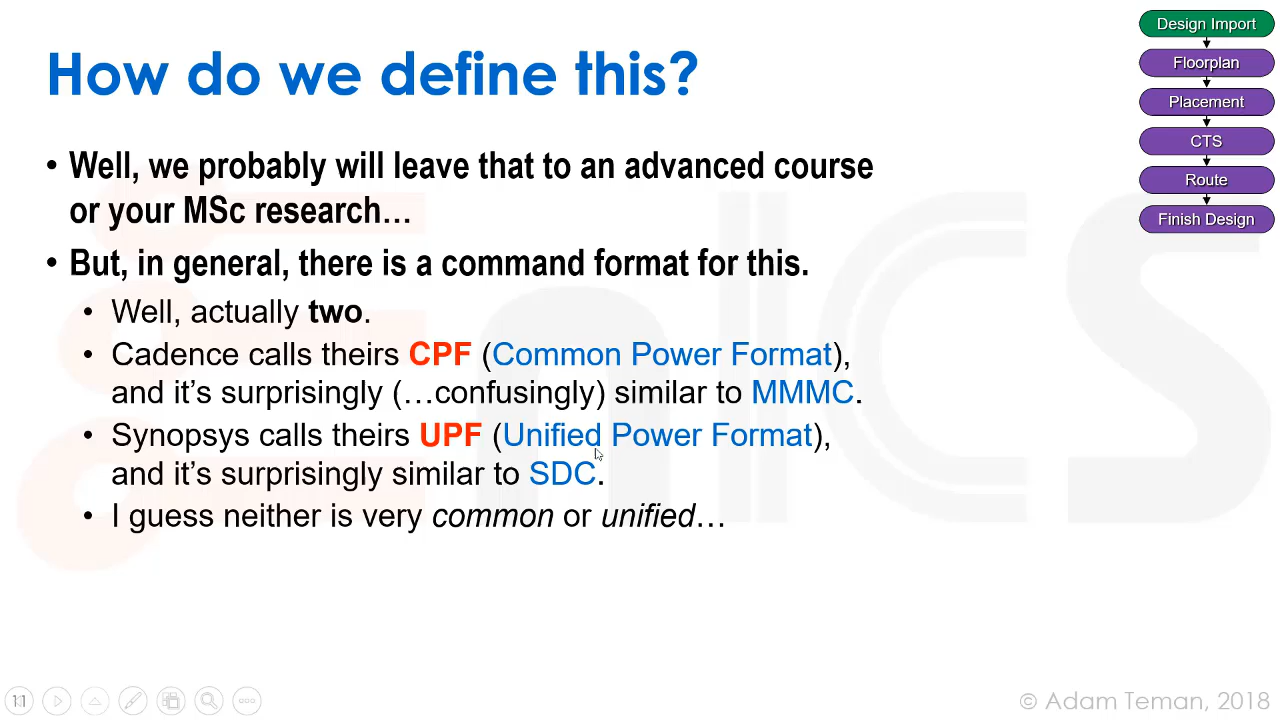 How do we define this?
• Well, we probably will leave that to an advanced course
or your MSc research…
• But, in general, there is a command format for this.
• Well, actually two.
• Cadence calls theirs CPF (Common Power Format),
and it's surprisingly (…confusingly) similar to MMMC.
• Synopsys calls theirs UPF (Unified Power Format),
and it's surprisingly similar to SDC.
• I guess neither is very common or unified…
Design Import
Floorplan
Placement
CTS
Route
Finish Design
EnICS
11
© Adam Teman, 2018